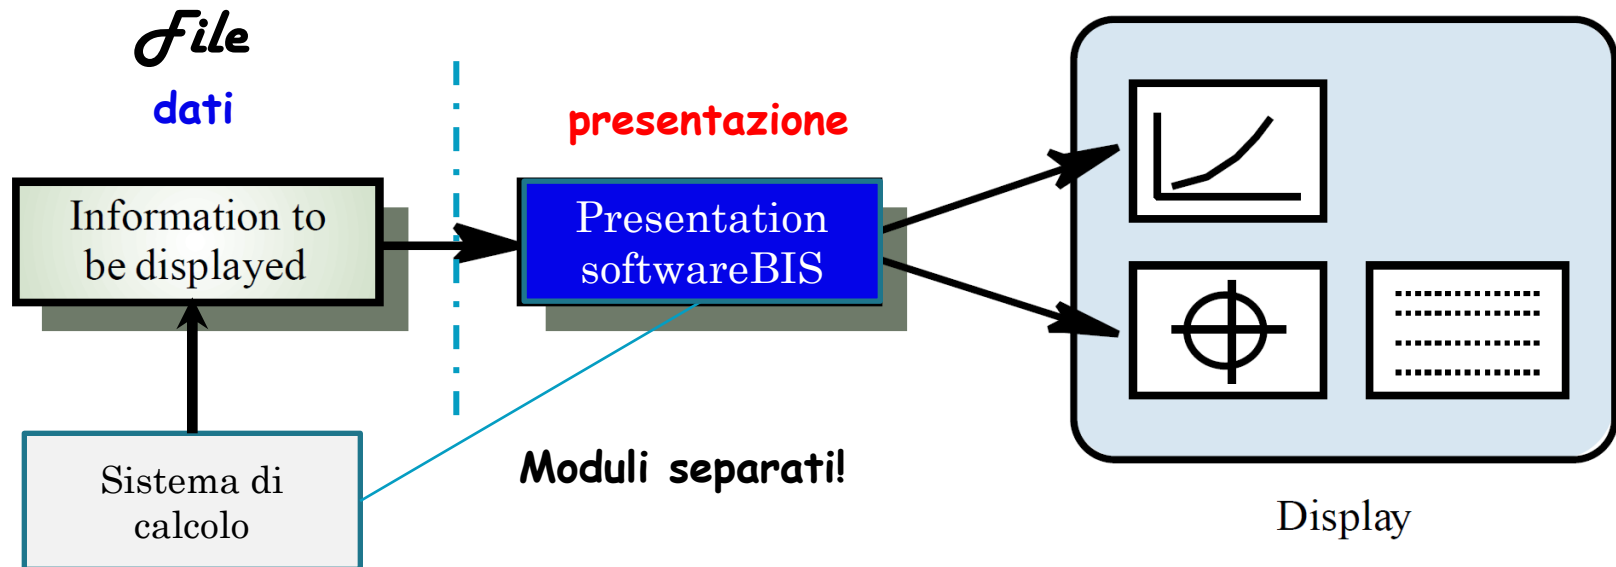 File
dati
presentazione
Information to
be displayed
Presentation
softwareBIS
Sistema di
calcolo
Moduli separati!
Display